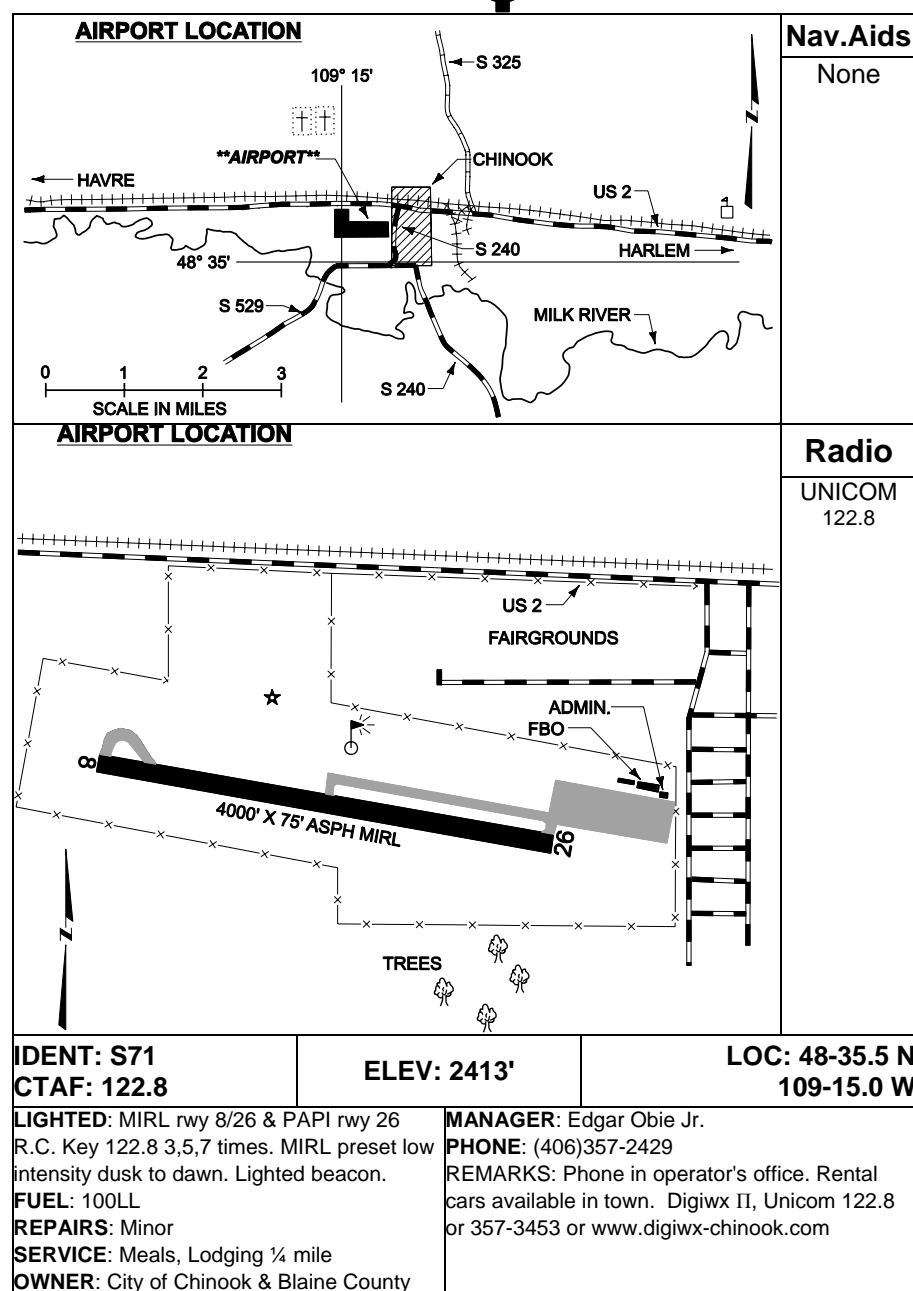 AIRPORT LOCATION
Nav.Aids
None
S 325
109° 15'
**AIRPORT**
CHINOOK
HAVRE
US 2
N
S 240
HARLEM
48° 35'
S 529
MILK RIVER
0 1 2 3
S 240
SCALE IN MILES
AIRPORT LOCATION
Radio
UNICOM
122.8
US 2
FAIRGROUNDS
ADMIN.
FBO
8
4000' X 75' ASPH MIRL
26
N
TREES
IDENT: S71
CTAF: 122.8
ELEV: 2413'
LOC: 48-35.5 N
109-15.0 W
LIGHTED: MIRL rwy 8/26 & PAPI rwy 26
R.C. Key 122.8 3,5,7 times. MIRL preset low
intensity dusk to dawn. Lighted beacon.
FUEL: 100LL
REPAIRS: Minor
SERVICE: Meals, Lodging ¼ mile
OWNER: City of Chinook & Blaine County
MANAGER: Edgar Obie Jr.
PHONE: (406)357-2429
REMARKS: Phone in operator's office. Rental
cars available in town. Digiwx II, Unicom 122.8
or 357-3453 or www.digiwx-chinook.com